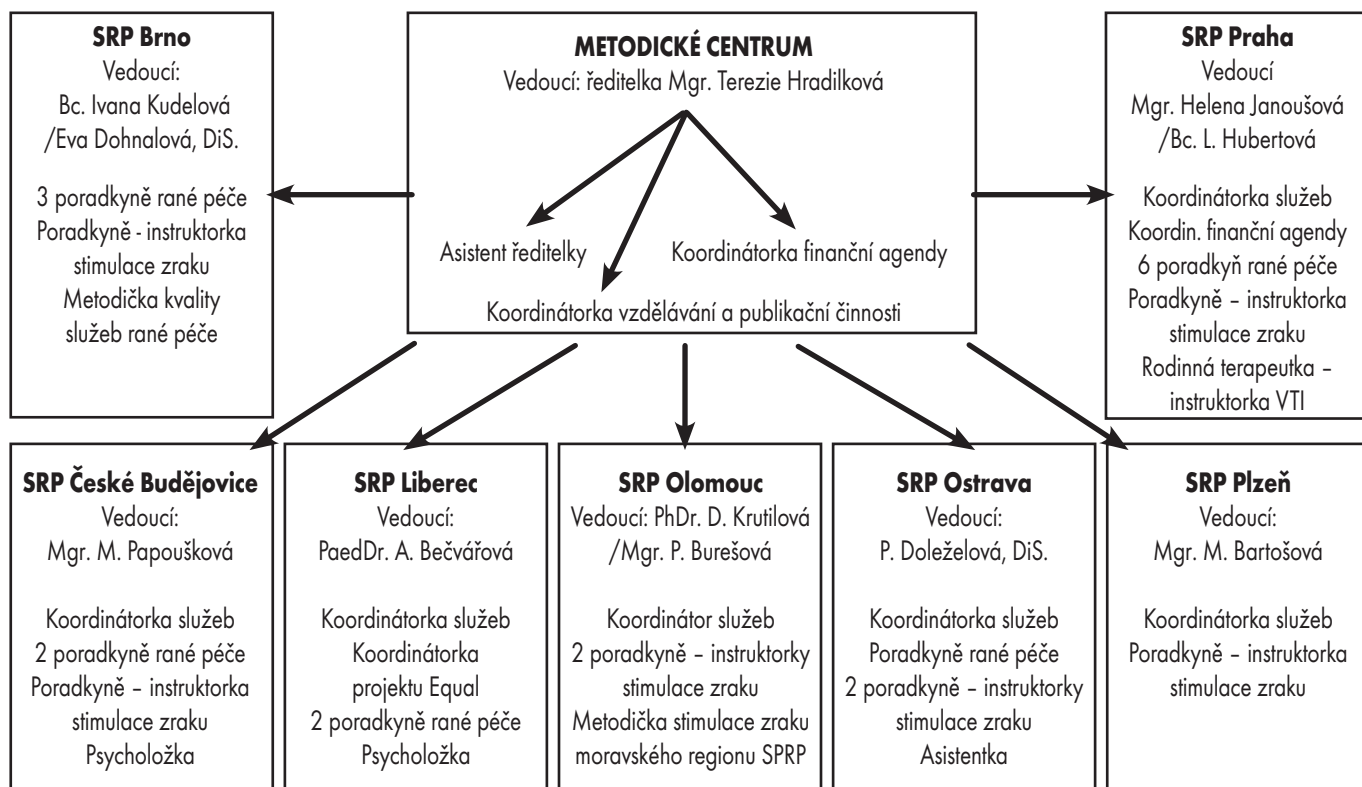 SRP Brno
Vedoucí:
Bc. Ivana Kudelová
/Eva Dohnalová, DiS.
3 poradkyně rané péče
Poradkyně - instruktorka
stimulace zraku
Metodička kvality
služeb rané péče
METODICKÉ CENTRUM
Vedoucí: ředitelka Mgr. Terezie Hradilková
Asistent ředitelky
Koordinátorka finanční agendy
Koordinátorka vzdělávání a publikační činnosti
SRP Praha
Vedoucí
Mgr. Helena Janoušová
/Bc. L. Hubertová
Koordinátorka služeb
Koordin. finanční agendy
6 poradkyň rané péče
Poradkyně – instruktorka
stimulace zraku
Rodinná terapeutka –
instruktorka VTI
SRP České Budějovice
Vedoucí:
Mgr. M. Papoušková
Koordinátorka služeb
2 poradkyně rané péče
Poradkyně – instruktorka
stimulace zraku
Psycholožka
SRP Liberec
Vedoucí:
PaedDr. A. Bečvářová
Koordinátorka služeb
Koordinátorka
projektu Equal
2 poradkyně rané péče
Psycholožka
SRP Olomouc
Vedoucí: PhDr. D. Krutilová
/Mgr. P. Burešová
Koordinátor služeb
2 poradkyně – instruktorky
stimulace zraku
Metodička stimulace zraku
moravského regionu SPRP
SRP Ostrava
Vedoucí:
P. Doleželová, DiS.
Koordinátorka služeb
Poradkyně rané péče
2 poradkyně – instruktorky
stimulace zraku
Asistentka
SRP Plzeň
Vedoucí:
Mgr. M. Bartošová
Koordinátorka služeb
Poradkyně – instruktorka
stimulace zraku